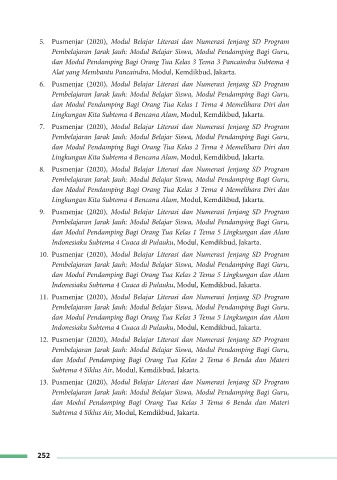 5. Pusmenjar (2020), Modul Belajar Literasi dan Numerasi Jenjang SD Program
Pembelajaran Jarak Jauh: Modul Belajar Siswa, Modul Pendamping Bagi Guru,
dan Modul Pendamping Bagi Orang Tua Kelas 3 Tema 3 Pancaindra Subtema 4
Alat yang Membantu Pancaindra, Modul, Kemdikbud, Jakarta.
6. Pusmenjar (2020), Modul Belajar Literasi dan Numerasi Jenjang SD Program
Pembelajaran Jarak Jauh: Modul Belajar Siswa, Modul Pendamping Bagi Guru,
dan Modul Pendamping Bagi Orang Tua Kelas 1 Tema 4 Memelihara Diri dan
Lingkungan Kita Subtema 4 Bencana Alam, Modul, Kemdikbud, Jakarta.
7. Pusmenjar (2020), Modul Belajar Literasi dan Numerasi Jenjang SD Program
Pembelajaran Jarak Jauh: Modul Belajar Siswa, Modul Pendamping Bagi Guru,
dan Modul Pendamping Bagi Orang Tua Kelas 2 Tema 4 Memelihara Diri dan
Lingkungan Kita Subtema 4 Bencana Alam, Modul, Kemdikbud, Jakarta.
8. Pusmenjar (2020), Modul Belajar Literasi dan Numerasi Jenjang SD Program
Pembelajaran Jarak Jauh: Modul Belajar Siswa, Modul Pendamping Bagi Guru,
dan Modul Pendamping Bagi Orang Tua Kelas 3 Tema 4 Memelihara Diri dan
Lingkungan Kita Subtema 4 Bencana Alam, Modul, Kemdikbud, Jakarta.
9. Pusmenjar (2020), Modul Belajar Literasi dan Numerasi Jenjang SD Program
Pembelajaran Jarak Jauh: Modul Belajar Siswa, Modul Pendamping Bagi Guru,
dan Modul Pendamping Bagi Orang Tua Kelas 1 Tema 5 Lingkungan dan Alam
Indonesiaku Subtema 4 Cuaca di Pulauku, Modul, Kemdikbud, Jakarta.
10. Pusmenjar (2020), Modul Belajar Literasi dan Numerasi Jenjang SD Program
Pembelajaran Jarak Jauh: Modul Belajar Siswa, Modul Pendamping Bagi Guru,
dan Modul Pendamping Bagi Orang Tua Kelas 2 Tema 5 Lingkungan dan Alam
Indonesiaku Subtema 4 Cuaca di Pulauku, Modul, Kemdikbud, Jakarta.
11. Pusmenjar (2020), Modul Belajar Literasi dan Numerasi Jenjang SD Program
Pembelajaran Jarak Jauh: Modul Belajar Siswa, Modul Pendamping Bagi Guru,
dan Modul Pendamping Bagi Orang Tua Kelas 3 Tema 5 Lingkungan dan Alam
Indonesiaku Subtema 4 Cuaca di Pulauku, Modul, Kemdikbud, Jakarta.
12. Pusmenjar (2020), Modul Belajar Literasi dan Numerasi Jenjang SD Program
Pembelajaran Jarak Jauh: Modul Belajar Siswa, Modul Pendamping Bagi Guru,
dan Modul Pendamping Bagi Orang Tua Kelas 2 Tema 6 Benda dan Materi
Subtema 4 Siklus Air, Modul, Kemdikbud, Jakarta.
13. Pusmenjar (2020), Modul Belajar Literasi dan Numerasi Jenjang SD Program
Pembelajaran Jarak Jauh: Modul Belajar Siswa, Modul Pendamping Bagi Guru,
dan Modul Pendamping Bagi Orang Tua Kelas 3 Tema 6 Benda dan Materi
Subtema 4 Siklus Air, Modul, Kemdikbud, Jakarta.
252